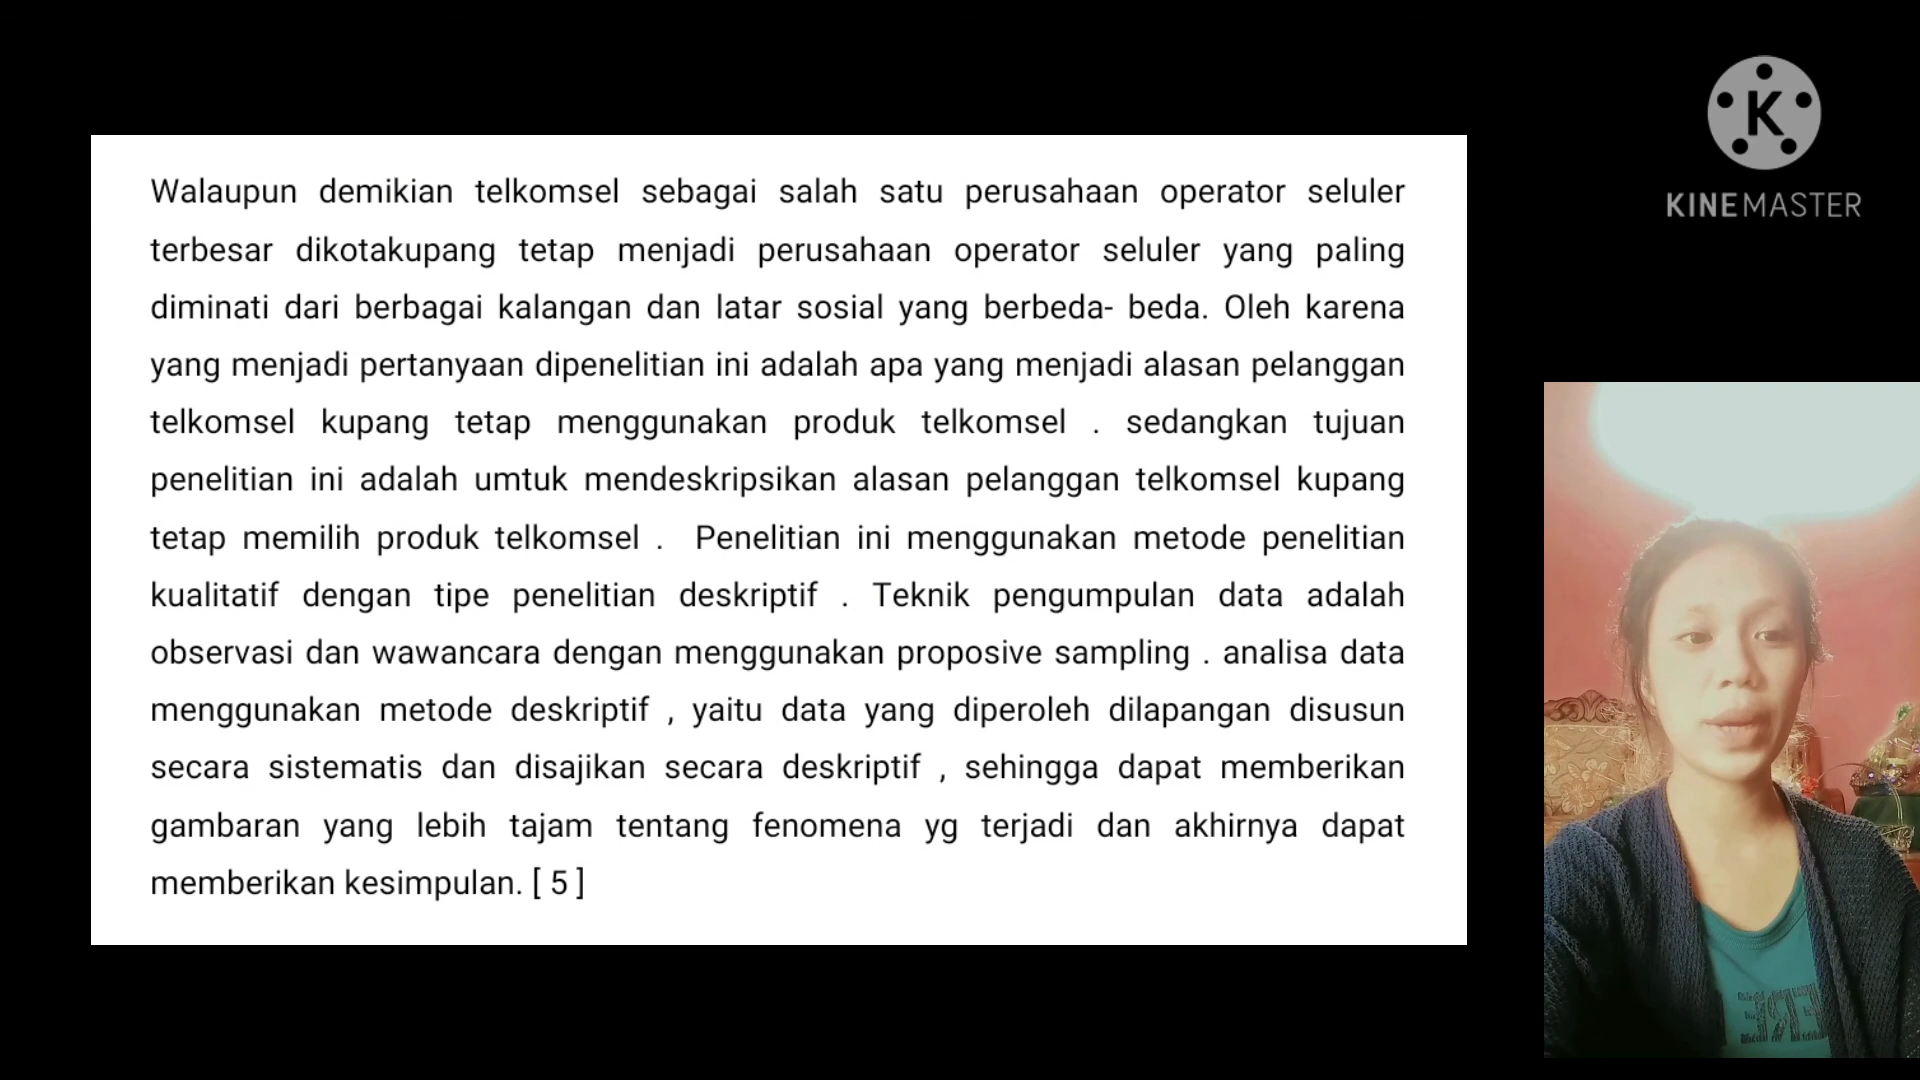 Walaupun demikian telkomsel sebagai salah satu perusahaan operator seluler
terbesar dikotakupang tetap menjadi perusahaan operator seluler yang paling
diminati dari berbagai kalangan dan latar sosial yang berbeda- beda. Oleh karena
yang menjadi pertanyaan dipenelitian ini adalah apa yang menjadi alasan pelanggan
telkomsel kupang tetap menggunakan produk telkomsel . sedangkan tujuan
penelitian ini adalah umtuk mendeskripsikan alasan pelanggan telkomsel kupang
tetap memilih produk telkomsel . Penelitian ini menggunakan metode penelitian
kualitatif dengan tipe penelitian deskriptif . Teknik pengumpulan data adalah
observasi dan wawancara dengan menggunakan proposive sampling . analisa data
menggunakan metode deskriptif , yaitu data yang diperoleh dilapangan disusun
secara sistematis dan disajikan secara deskriptif , sehingga dapat memberikan
gambaran yang lebih tajam tentang fenomena yg terjadi dan akhirnya dapat
memberikan kesimpulan. [ 5 ]
K
KINEMASTER